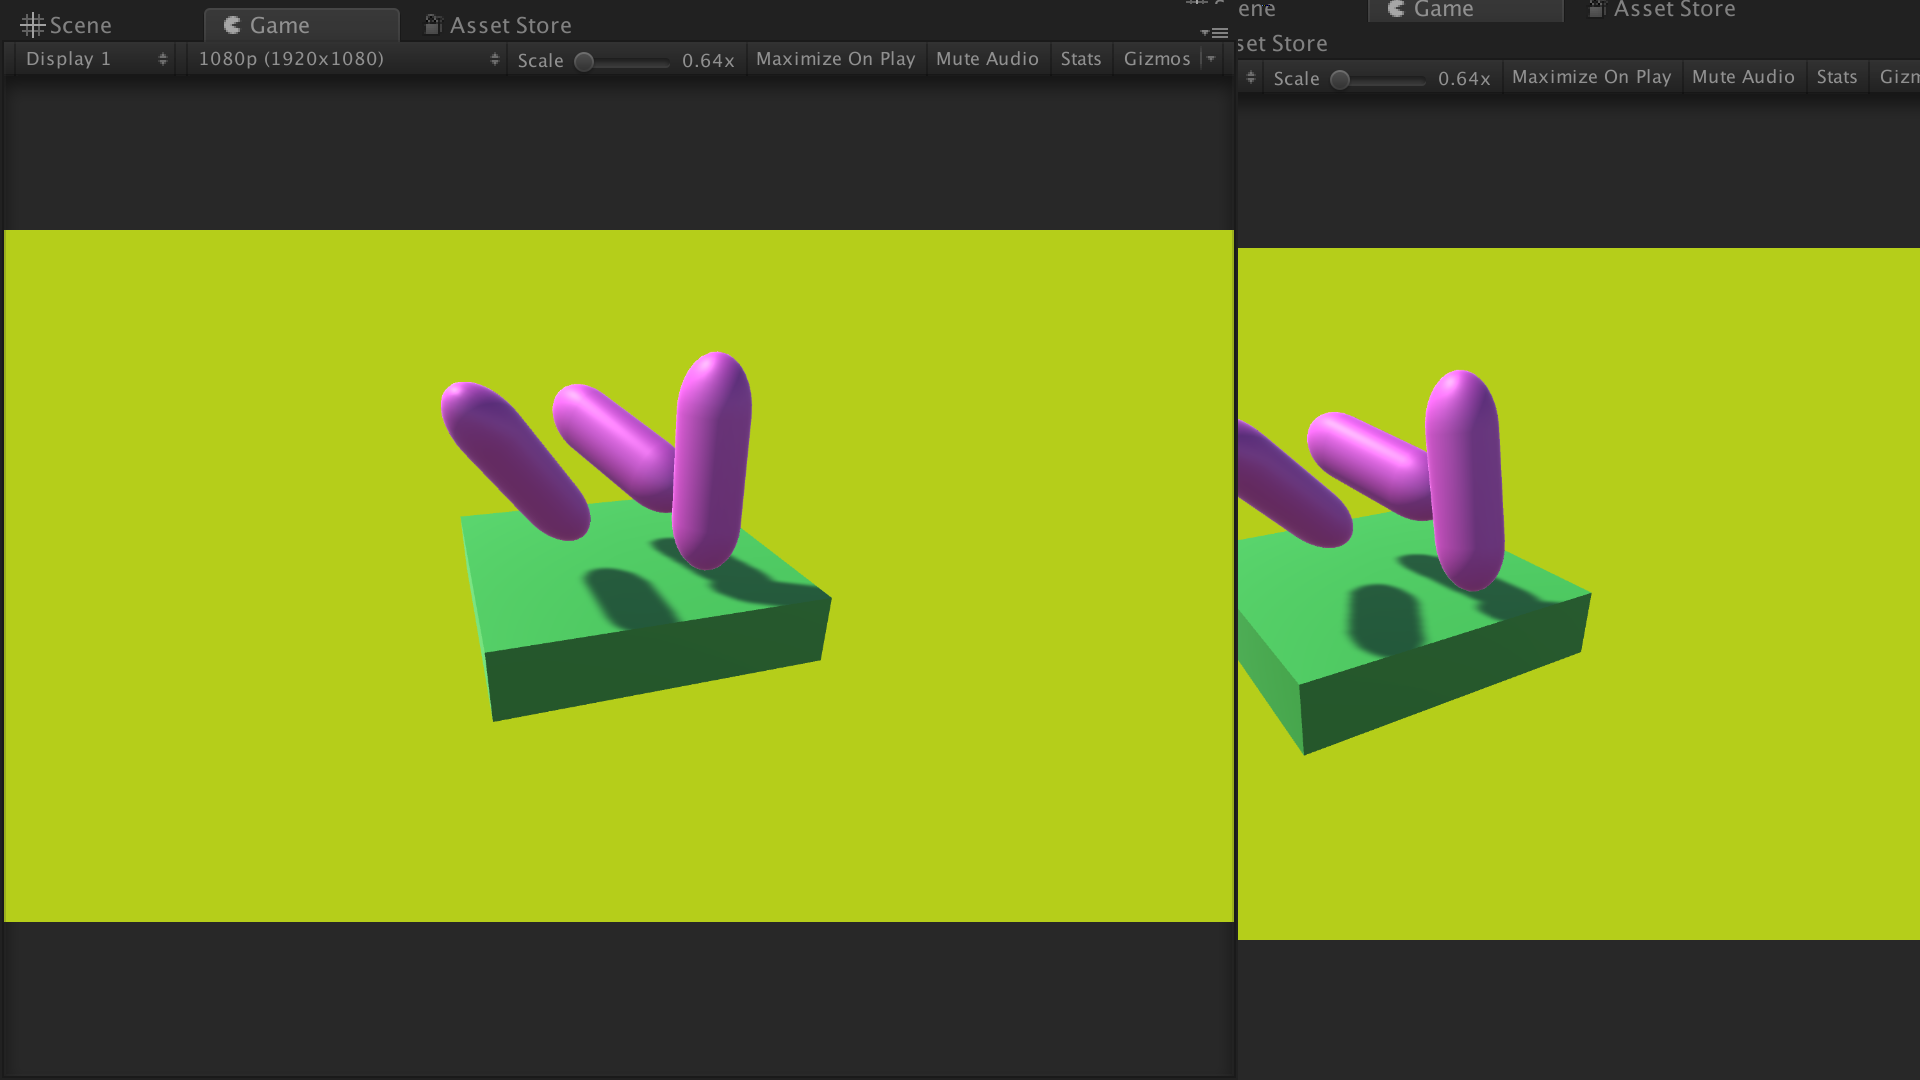 Scene Game Asset Store
Display 1 1080p (1920x1080) Scale 0.64x Maximize On Play Mute Audio Stats Gizmos
ene Game Asset Store
set Store
Scale 0.64x Maximize On Play Mute Audio Stats Gizm